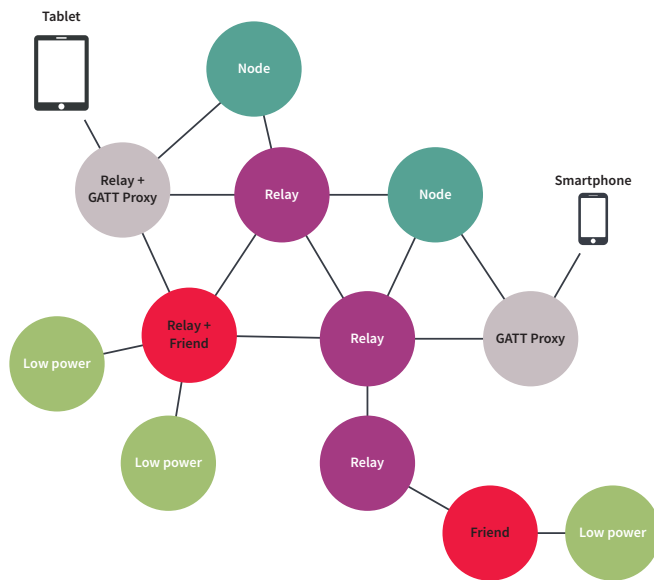 Tablet
Node
Relay +
GATT Proxy
Relay
Node
Smartphone
Relay +
Friend
Relay
GATT Proxy
Low power
Low power
Relay
Friend
Low power